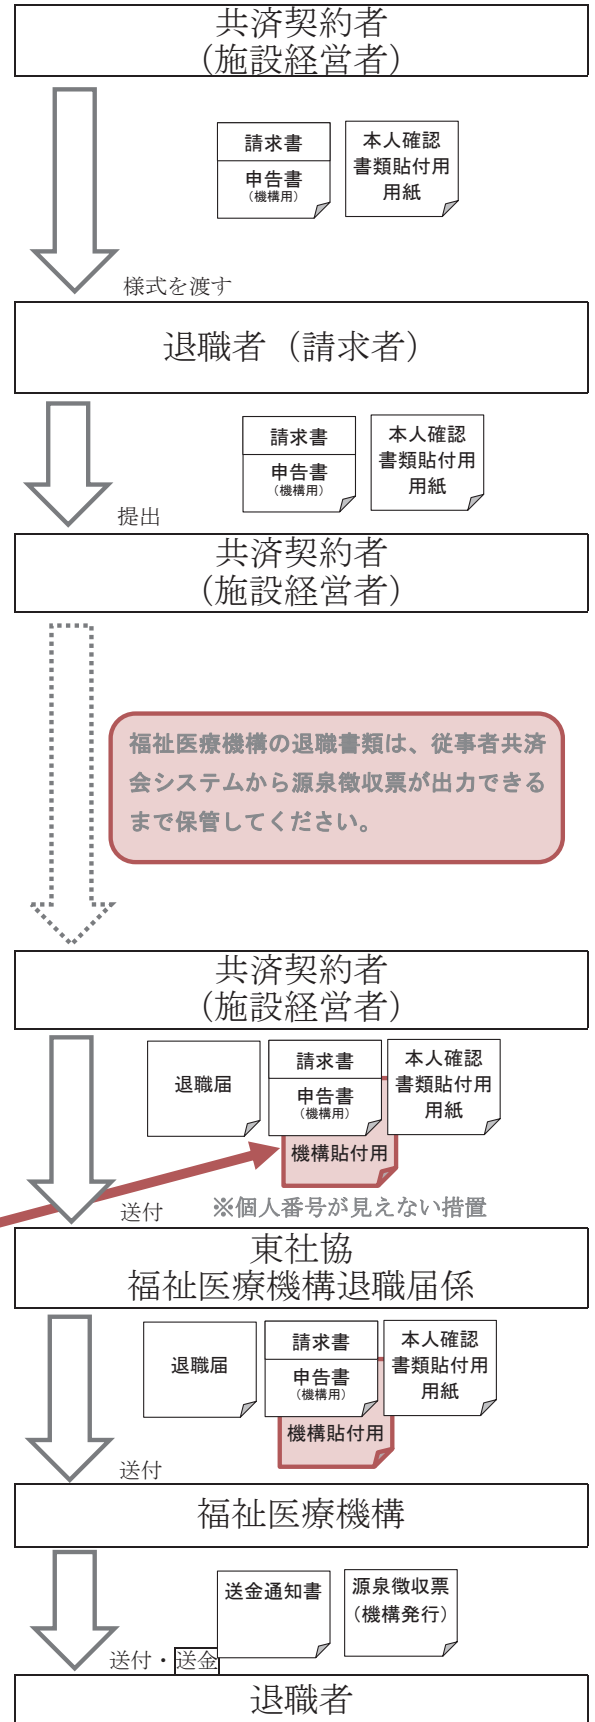 共済契約者
（施設経営者）
請求書
申告書
（機構用）
本人確認
書類貼付用
用紙
様式を渡す
退職者（請求者）
請求書
申告書
（機構用）
本人確認
書類貼付用
用紙
提出
共済契約者
（施設経営者）
福祉医療機構の退職書類は、従事者共済
会システムから源泉徴収票が出力できる
まで保管してください。
共済契約者
（施設経営者）
退職届
請求書
申告書
（機構用）
機構貼付用
本人確認
書類貼付用
用紙
送付
※個人番号が見えない措置
東社協
福祉医療機構退職届係
退職届
請求書
申告書
（機構用）
機構貼付用
本人確認
書類貼付用
用紙
送付
福祉医療機構
送金通知書
源泉徴収票
（機構発行）
送付・送金
退職者